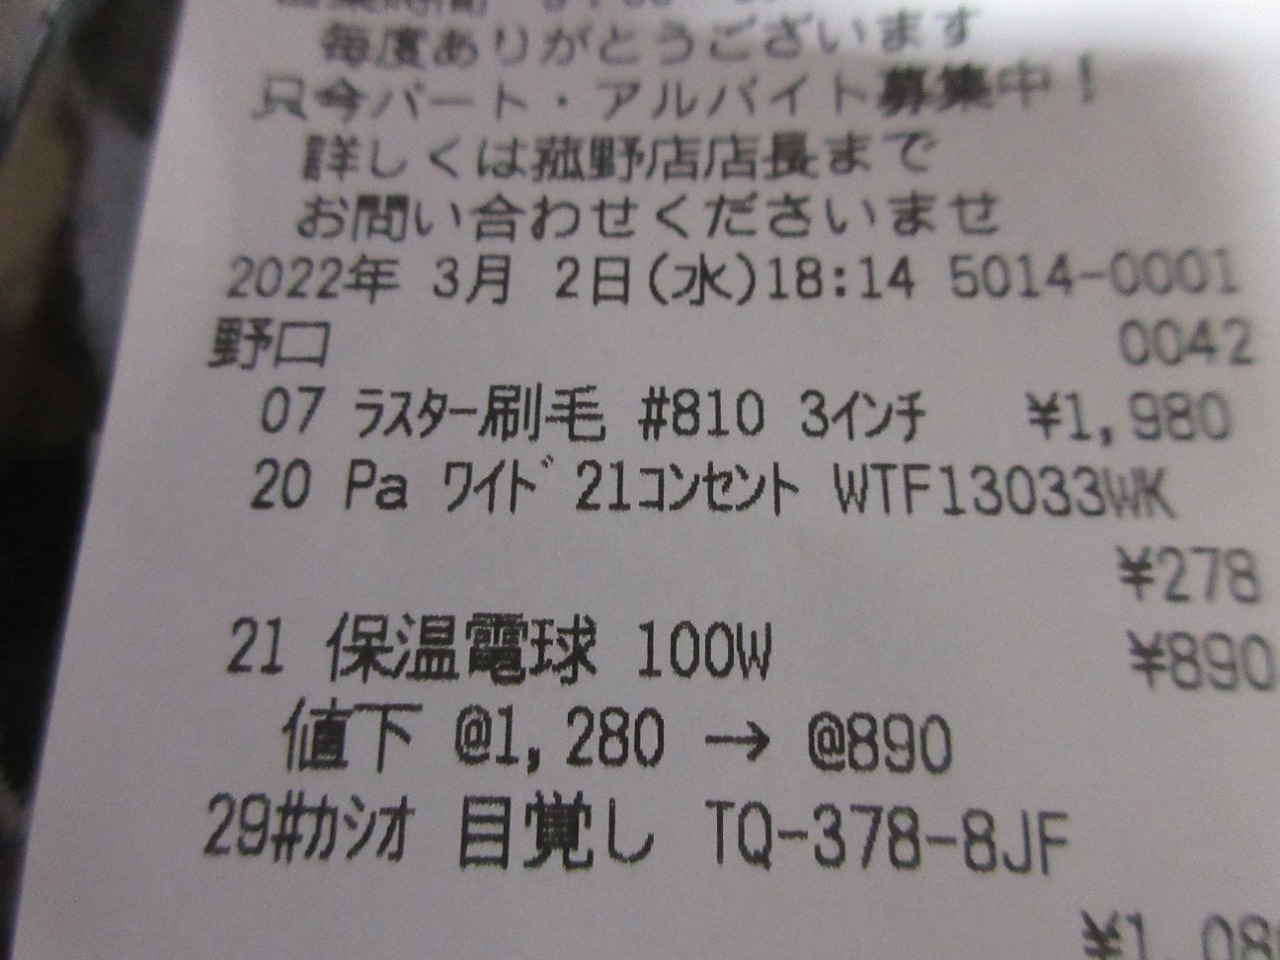 毎度ありがとうございます
只今パート・アルバイト募集中！
詳しくは菰野店店長まで
お問い合わせくださいませ
2022年 3月 2日(水)18:14 5014-0001
野口 0042
07 ﾗｽﾀｰ刷毛 #810 3ｲﾝﾁ ¥1,980
20 Pa ﾜｲﾄﾞ21ｺﾝｾﾝﾄ WTF13033WK
¥278
21 保温電球 100W ¥890
値下 @1,280 → @890
29#ｶｼｵ 目覚し TQ-378-8JF